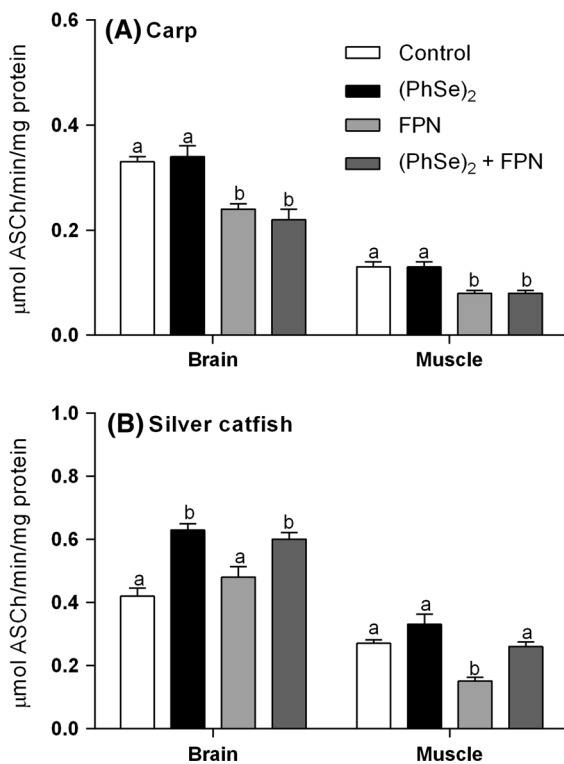 (A) Carp
0.6
0.4
0.2
0.0
μmol ASCh/min/mg protein
Control
(PhSe)₂
FPN
(PhSe)₂ + FPN
a a b b a a b b
Brain Muscle
(B) Silver catfish
1.0
0.8
0.6
0.4
0.2
0.0
μmol ASCh/min/mg protein
a b a b a a b a
Brain Muscle